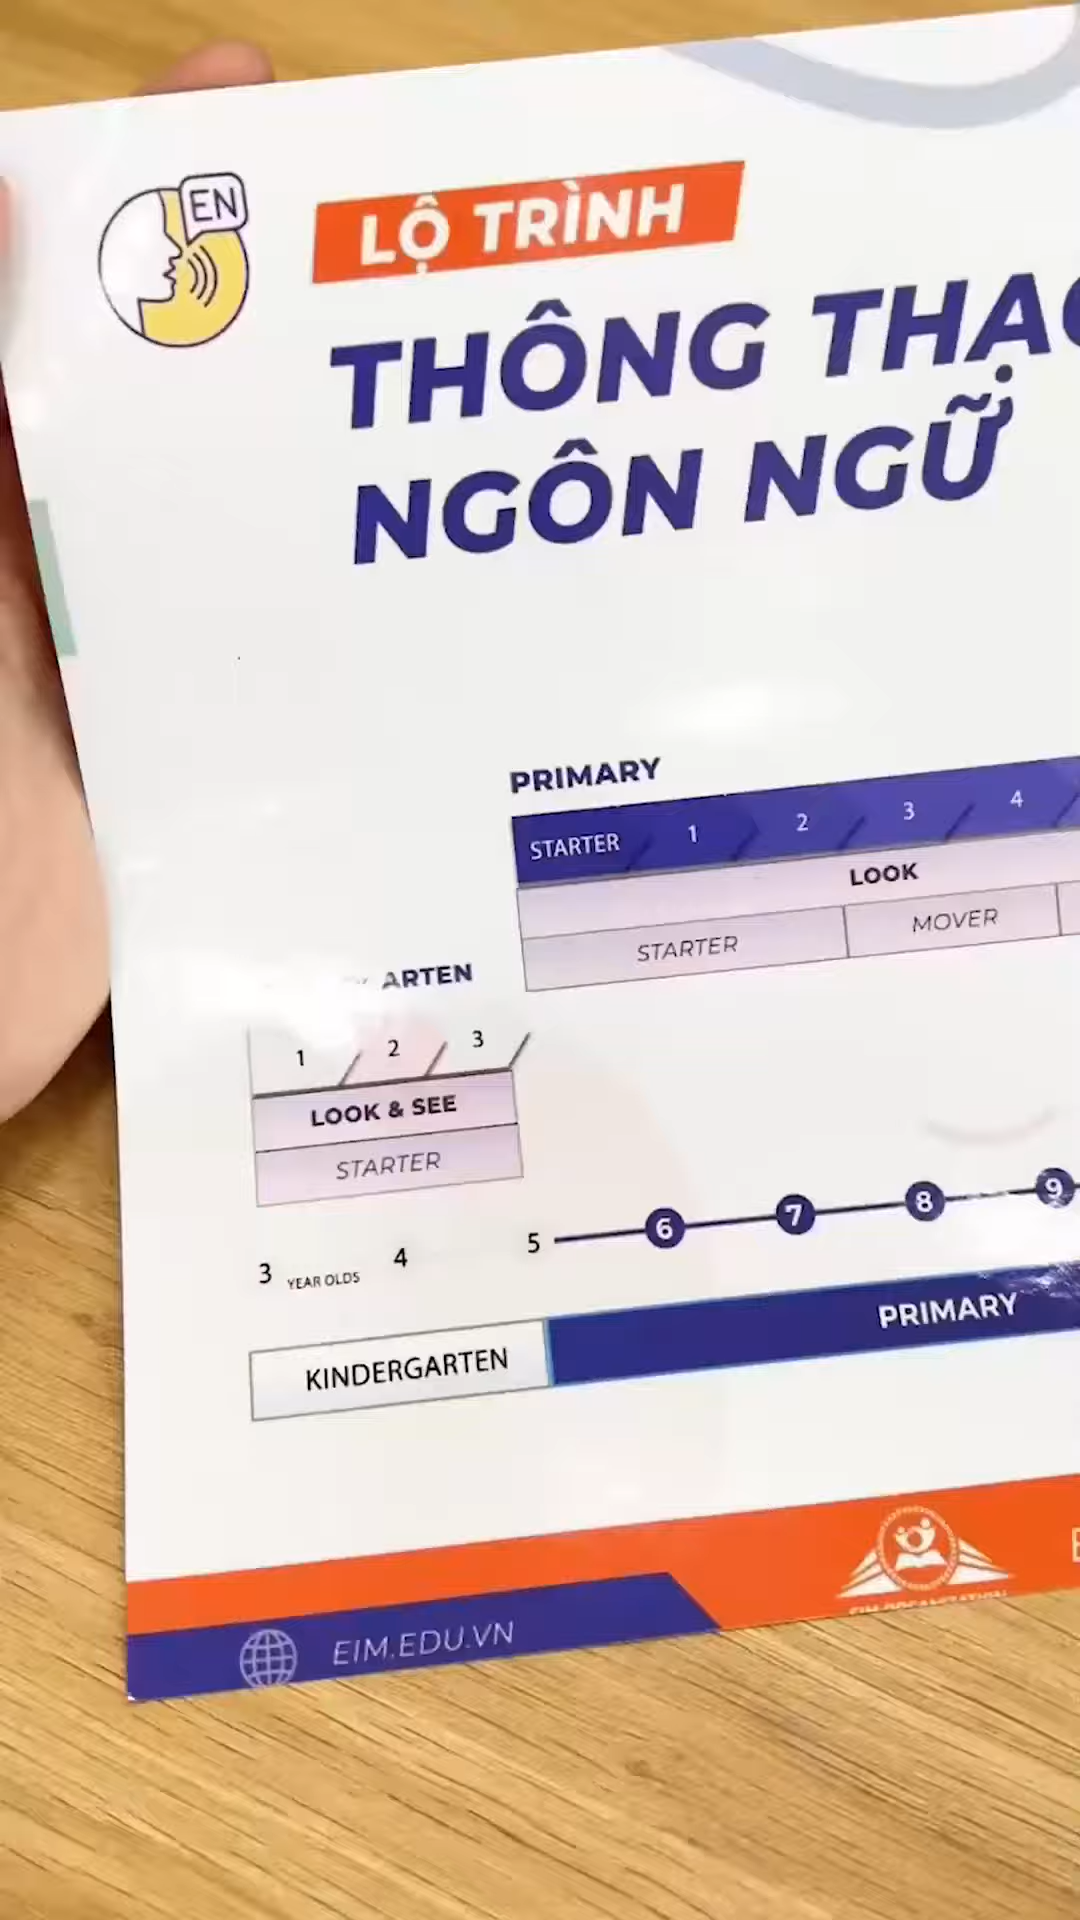 EN
LỘ TRÌNH
THÔNG THẠC
NGÔN NGỮ
PRIMARY
STARTER 1 2 3 4
LOOK
STARTER MOVER
ARTEN
1 2 3
LOOK & SEE
STARTER
3 YEAR OLDS 4 5 6 7 8 9
KINDERGARTEN PRIMARY
EIM.EDU.VN